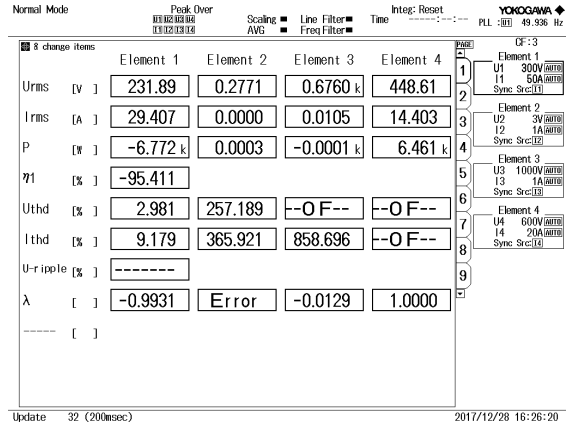 Normal Mode Peak Over Scaling Line Filter Time -----:--:-- Integ: Reset YOKOGAWA
U1 U2 U3 U4 AVG Freq Filter PLL :U1 49.936 Hz
I1 I2 I3 I4
& change items PAGE CF:3
Element 1 Element 2 Element 3 Element 4
Urms [V ] 231.89 0.2771 0.6760 k 448.61
Irms [A ] 29.407 0.0000 0.0105 14.403
P [W ] -6.772 k 0.0003 -0.0001 k 6.461 k
η1 [% ] -95.411
Uthd [% ] 2.981 257.189 --O F-- --O F--
Ithd [% ] 9.179 365.921 858.696 --O F--
U-ripple [% ] -------
λ [ ] -0.9931 Error -0.0129 1.0000
----- [ ]
1
2
3
4
5
6
7
8
9
Element 1
U1 300V AUTO
I1 50A AUTO
Sync Src:I1
Element 2
U2 3V AUTO
I2 1A AUTO
Sync Src:I2
Element 3
U3 1000V AUTO
I3 1A AUTO
Sync Src:I3
Element 4
U4 600V AUTO
I4 20A AUTO
Sync Src:I4
Update 32 (200msec) 2017/12/28 16:26:20